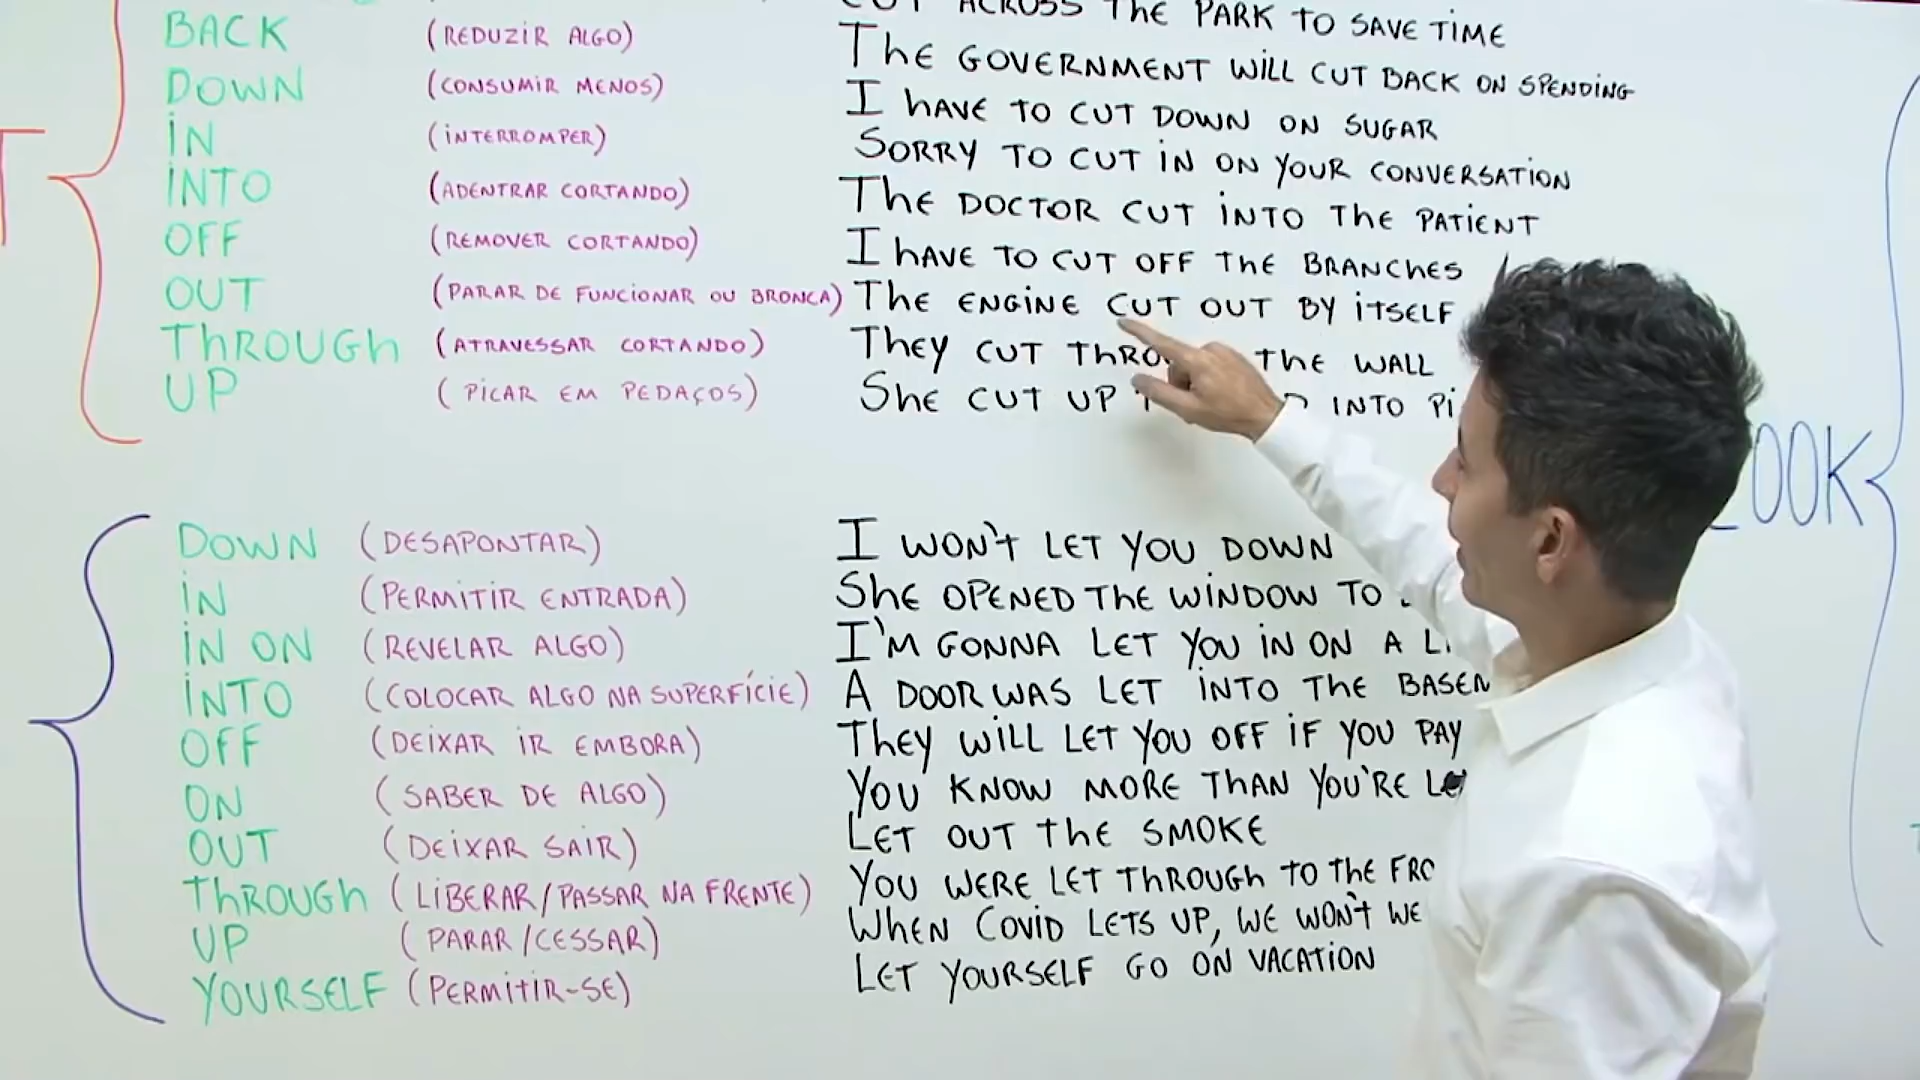 ACROSS THE PARK TO SAVE TIME
BACK (REDUZIR ALGO) THE GOVERNMENT WILL CUT BACK ON SPENDING
DOWN (CONSUMIR MENOS) I HAVE TO CUT DOWN ON SUGAR
IN (INTERROMPER) SORRY TO CUT IN ON YOUR CONVERSATION
INTO (ADENTRAR CORTANDO) THE DOCTOR CUT INTO THE PATIENT
OFF (REMOVER CORTANDO) I HAVE TO CUT OFF THE BRANCHES
OUT (PARAR DE FUNCIONAR OU BRONCA) THE ENGINE CUT OUT BY ITSELF
THROUGH (ATRAVESSAR CORTANDO) THEY CUT THE WALL
UP (PICAR EM PEDAÇOS) SHE CUT UP INTO
DOWN (DESAPONTAR) I WON'T LET YOU DOWN
IN (PERMITIR ENTRADA) SHE OPENED THE WINDOW TO
IN ON (REVELAR ALGO) I'M GONNA LET YOU IN ON A
INTO (COLOCAR ALGO NA SUPERFÍCIE) A DOOR WAS LET INTO THE
OFF (DEIXAR IR EMBORA) THEY WILL LET YOU OFF IF YOU PAY
ON (SABER DE ALGO) YOU KNOW MORE THAN YOU'RE
OUT (DEIXAR SAIR) LET OUT THE SMOKE
THROUGH (LIBERAR/PASSAR NA FRENTE) YOU WERE LET THROUGH TO THE
UP (PARAR/CESSAR) WHEN COVID LETS UP, WE WON'T
YOURSELF (PERMITIR-SE) LET YOURSELF GO ON VACATION